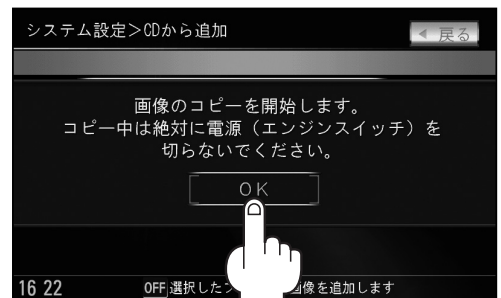 システム設定>CDから追加
◀ 戻る
画像のコピーを開始します。
コピー中は絶対に電源(エンジンスイッチ)を
切らないでください。
OK
16 22
OFF 選択した 画像を追加します